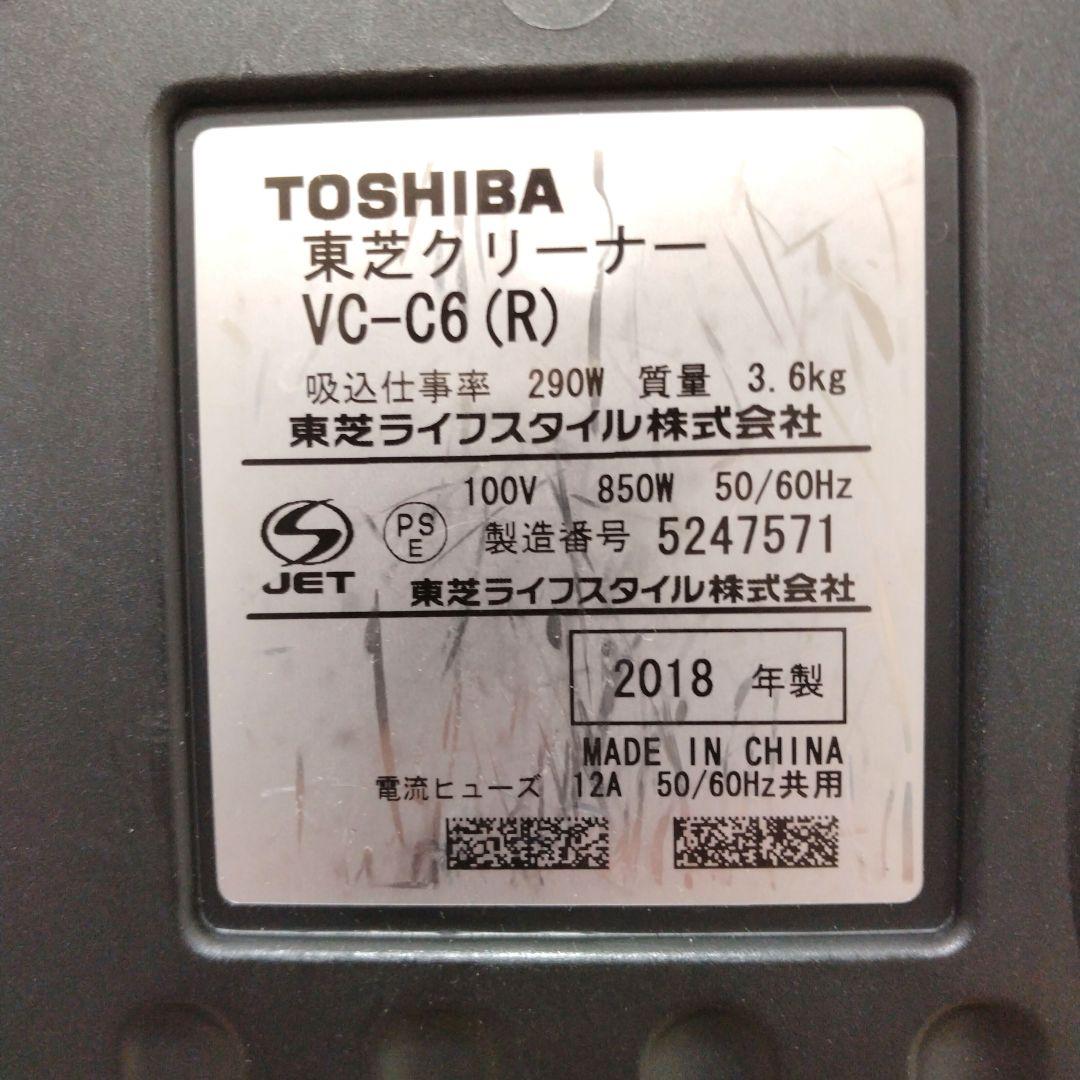 TOSHIBA
東芝クリーナー
VC-C6(R)
吸込仕事率 290W 質量 3.6kg
東芝ライフスタイル株式会社
100V 850W 50/60Hz
PS
E
製造番号 5247571
JET
東芝ライフスタイル株式会社
2018 年製
MADE IN CHINA
電流ヒューズ 12A 50/60Hz共用